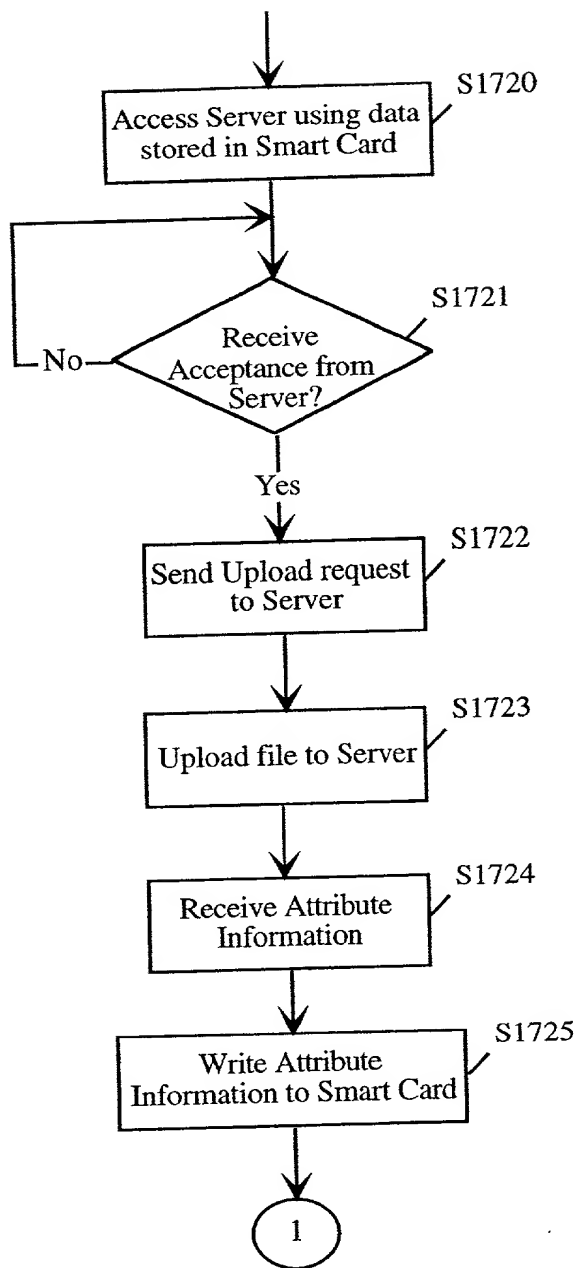 S1720
Access Server using data
stored in Smart Card
S1721
Receive
Acceptance from
Server?
No
Yes
S1722
Send Upload request
to Server
S1723
Upload file to Server
S1724
Receive Attribute
Information
S1725
Write Attribute
Information to Smart Card
1